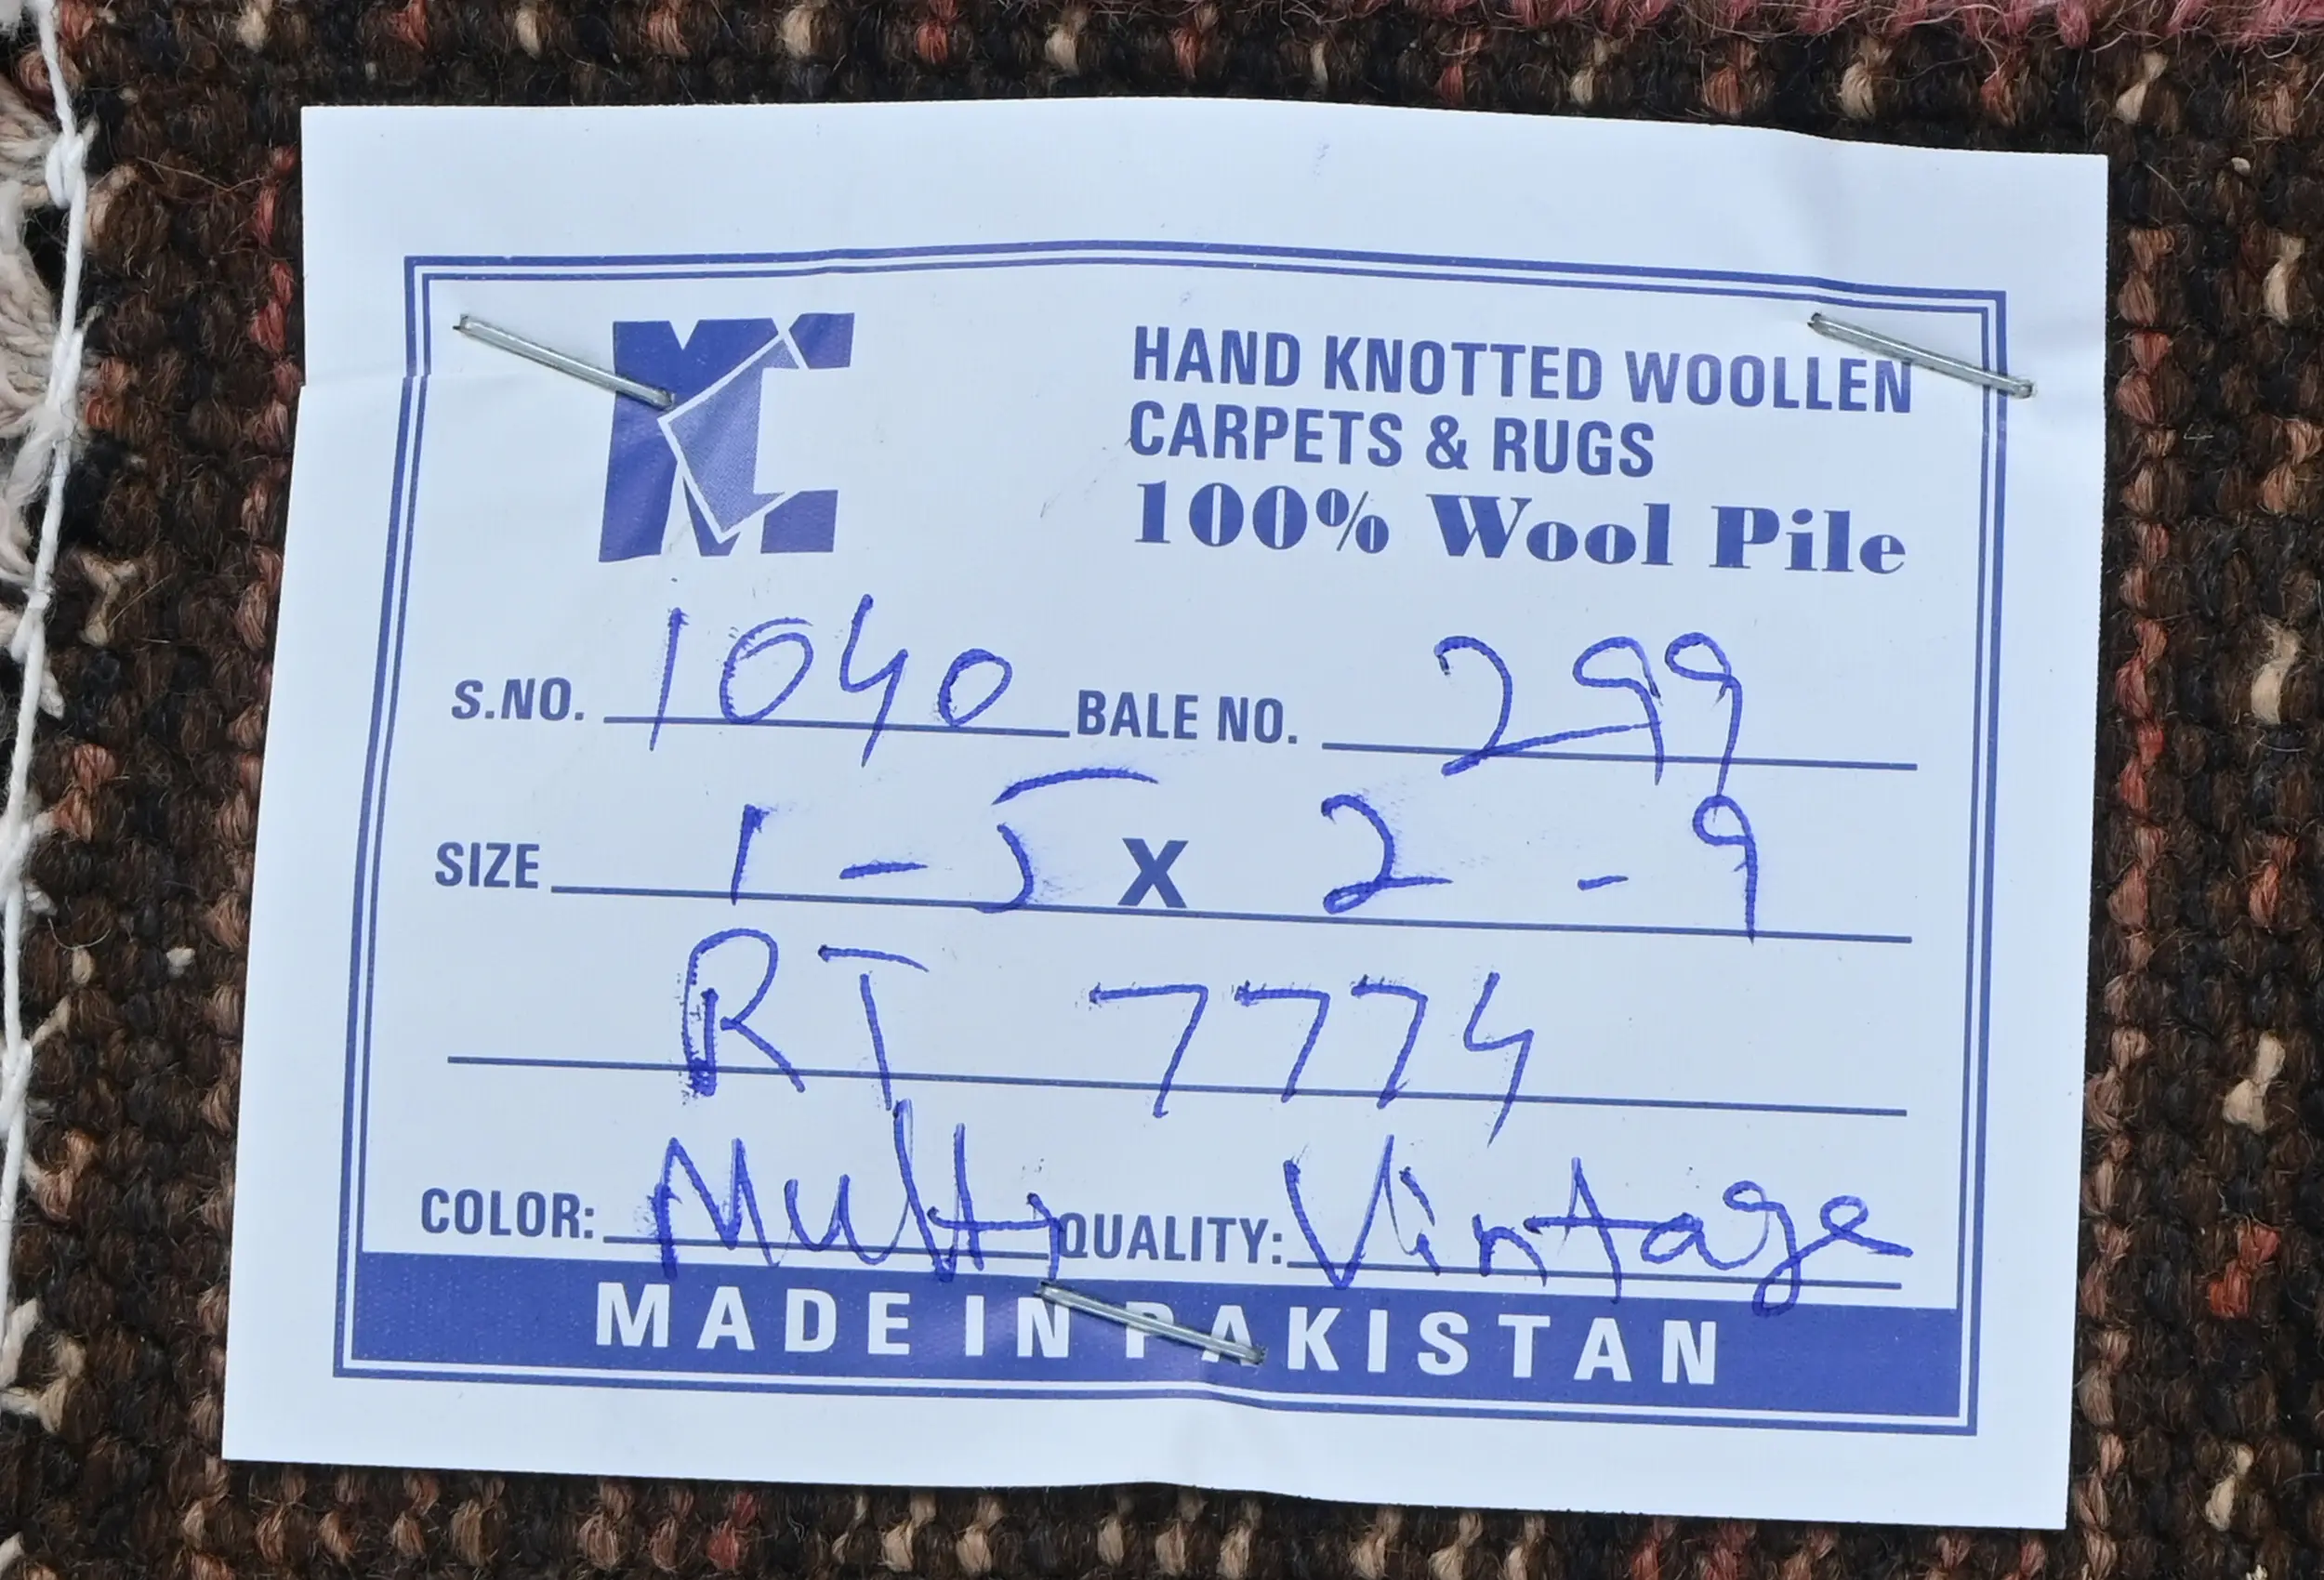 MC
HAND KNOTTED WOOLLEN
CARPETS & RUGS
100% Wool Pile
S.NO. 1040 BALE NO. 299
SIZE 1-5 X 2-9
RT 7774
COLOR: Multi QUALITY: Vintage
MADE IN PAKISTAN